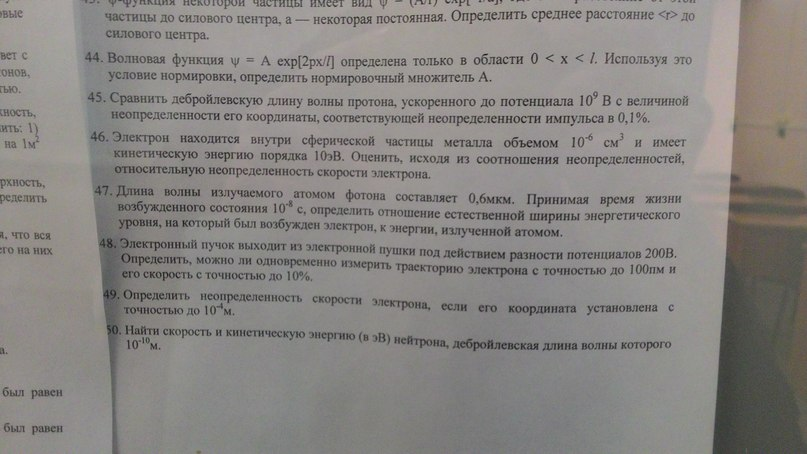 овые
43. ψ-функция некоторой частицы имеет вид ψ = (A/r)
частицы до силового центра, a — некоторая постоянная. Определить среднее расстояние <r> до
силового центра.
вет с
44. Волновая функция ψ = A exp[2px/l] определена только в области 0 < x < l. Используя это
условие нормировки, определить нормировочный множитель A.
онов,
тью.
45. Сравнить дебройлевскую длину волны протона, ускоренного до потенциала 10⁹ В с величиной
неопределенности его координаты, соответствующей неопределенности импульса в 0,1%.
ность,
ить: 1)
на 1м²
46. Электрон находится внутри сферической частицы металла объемом 10⁻⁶ см³ и имеет
кинетическую энергию порядка 10эВ. Оценить, исходя из соотношения неопределенностей,
относительную неопределенность скорости электрона.
рхность,
ределить
47. Длина волны излучаемого атомом фотона составляет 0,6мкм. Принимая время жизни
возбужденного состояния 10⁻⁸ с, определить отношение естественной ширины энергетического
уровня, на который был возбужден электрон, к энергии, излученной атомом.
я, что вся
его на них
48. Электронный пучок выходит из электронной пушки под действием разности потенциалов 200В.
Определить, можно ли одновременно измерить траекторию электрона с точностью до 100пм и
его скорость с точностью до 10%.
49. Определить неопределенность скорости электрона, если его координата установлена с
точностью до 10⁻⁴м.
50. Найти скорость и кинетическую энергию (в эВ) нейтрона, дебройлевская длина волны которого
10⁻¹⁰м.
а.
был равен
был равен